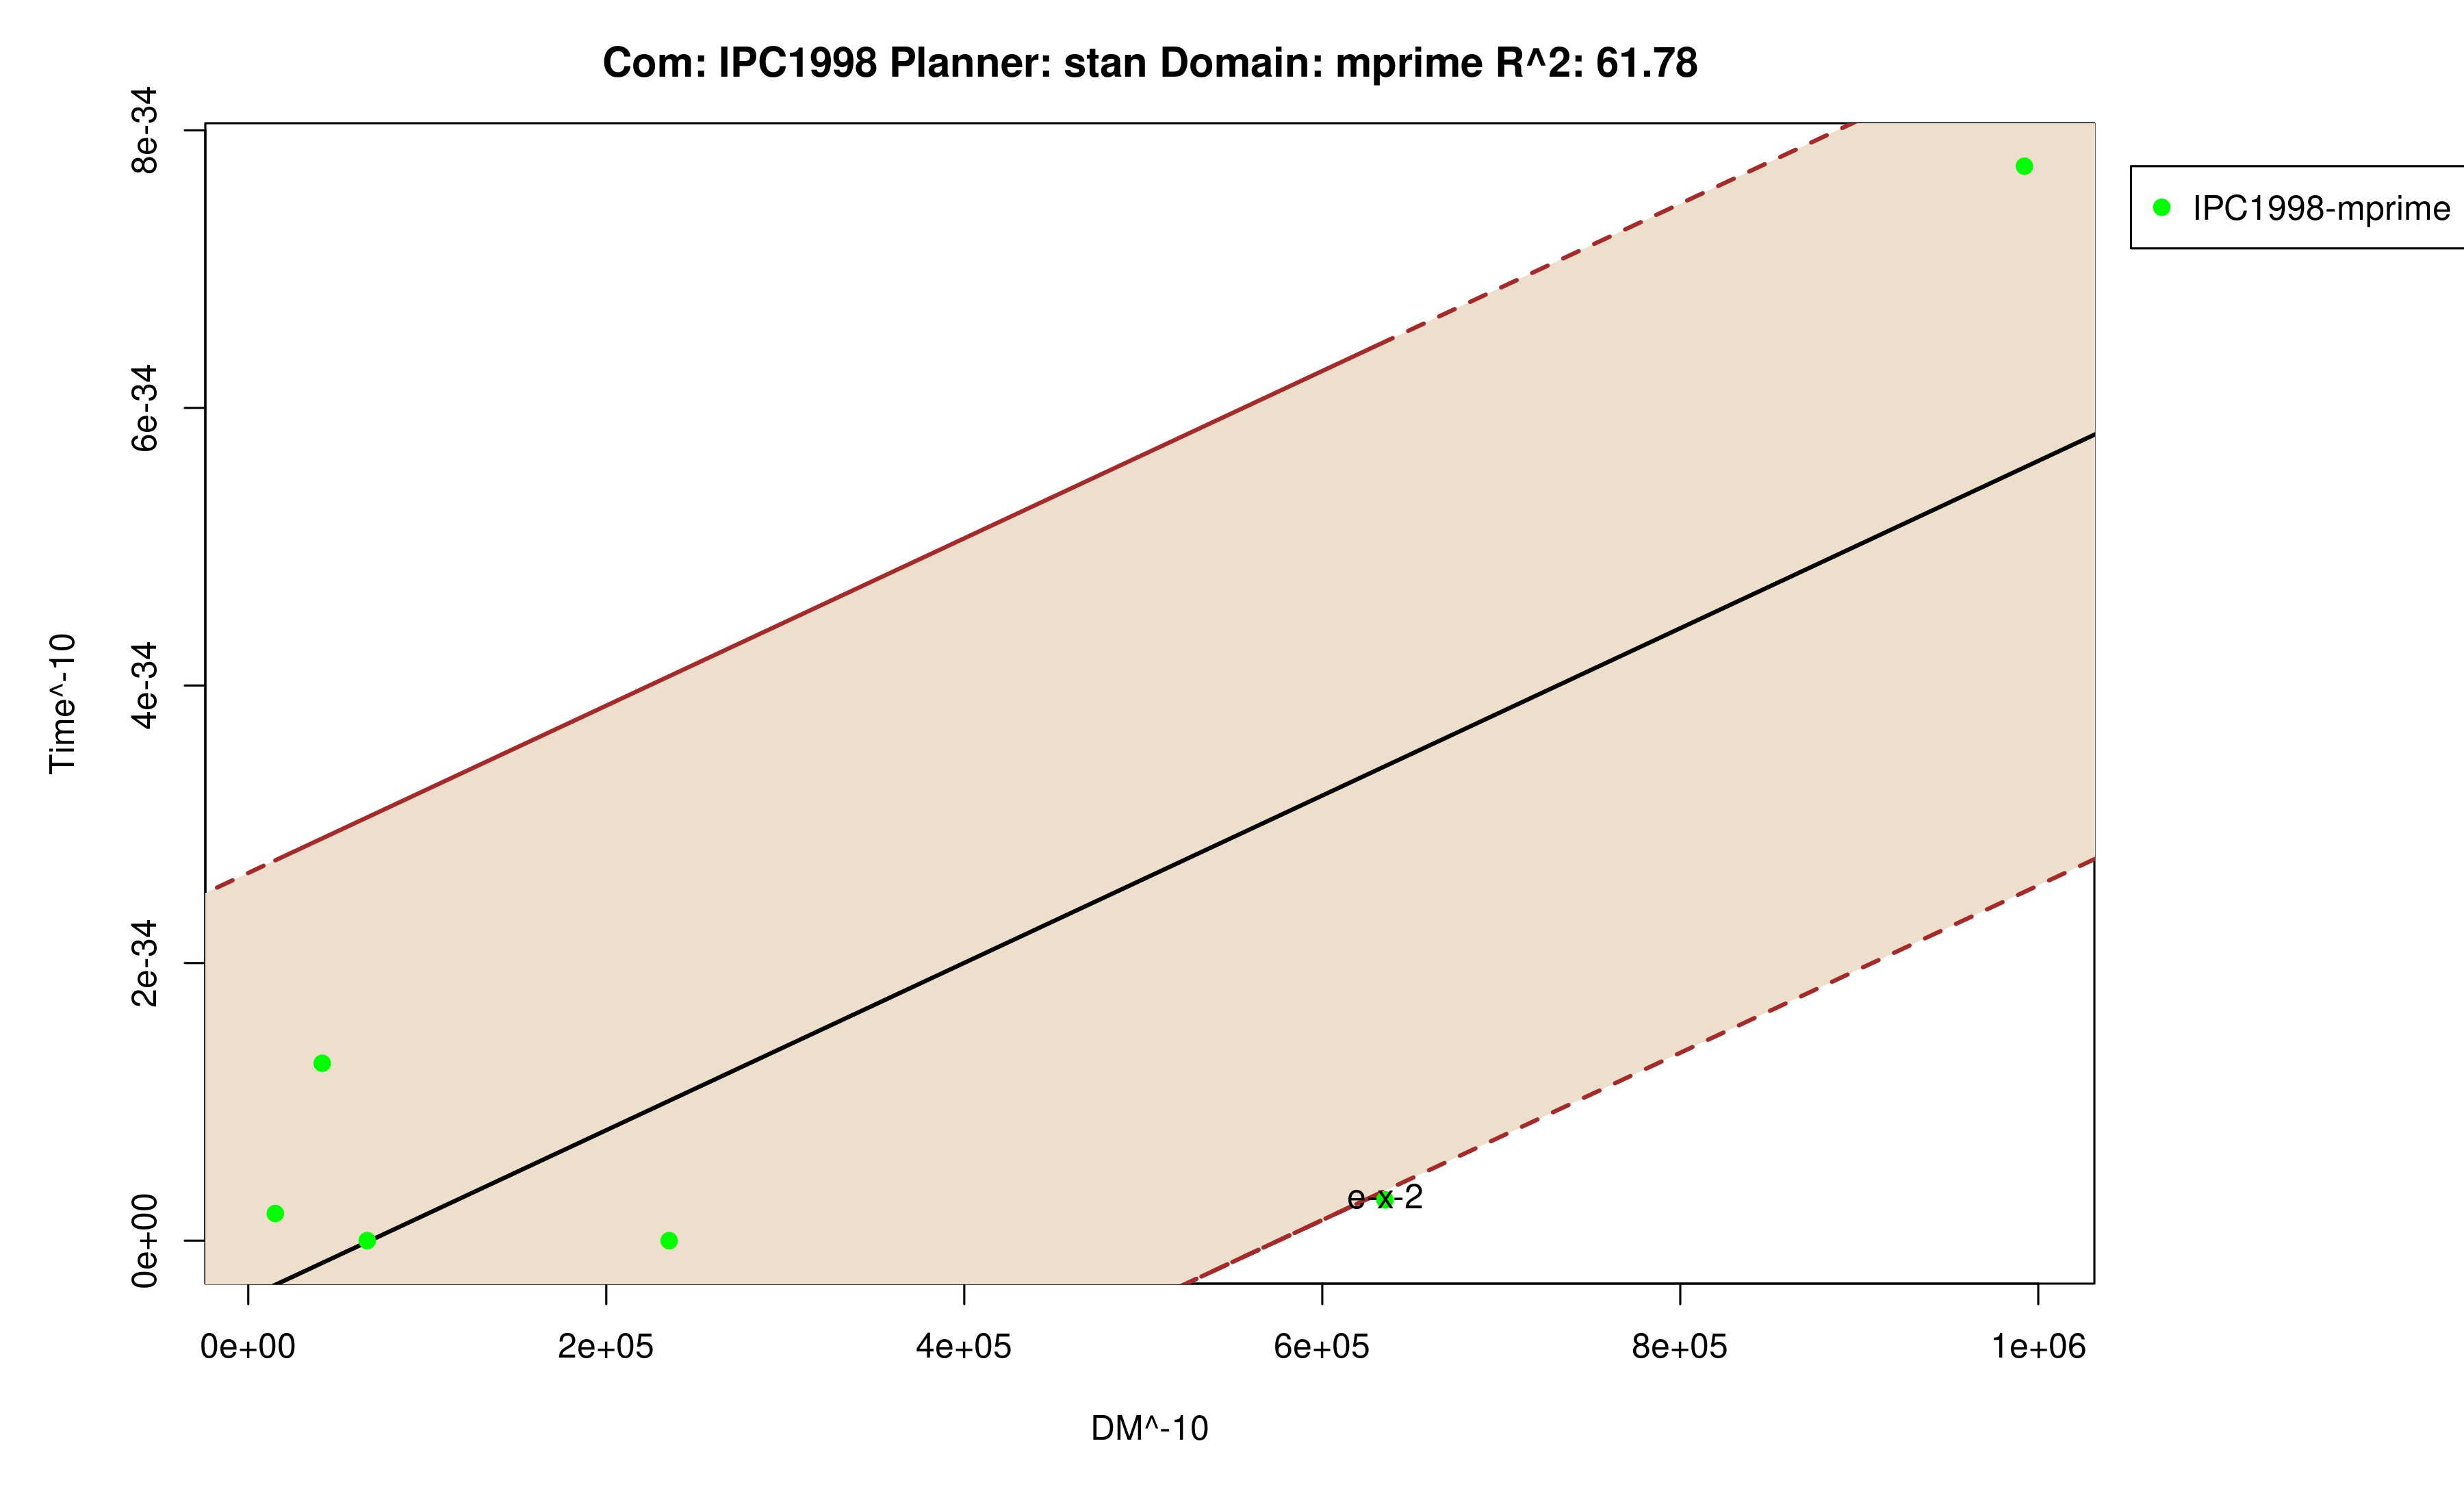 Com: IPC1998 Planner: stan Domain: mprime R^2: 61.78
8e-34
6e-34
4e-34
2e-34
0e+00
Time^-10
IPC1998-mprime
e-x-2
0e+00 2e+05 4e+05 6e+05 8e+05 1e+06
DM^-10